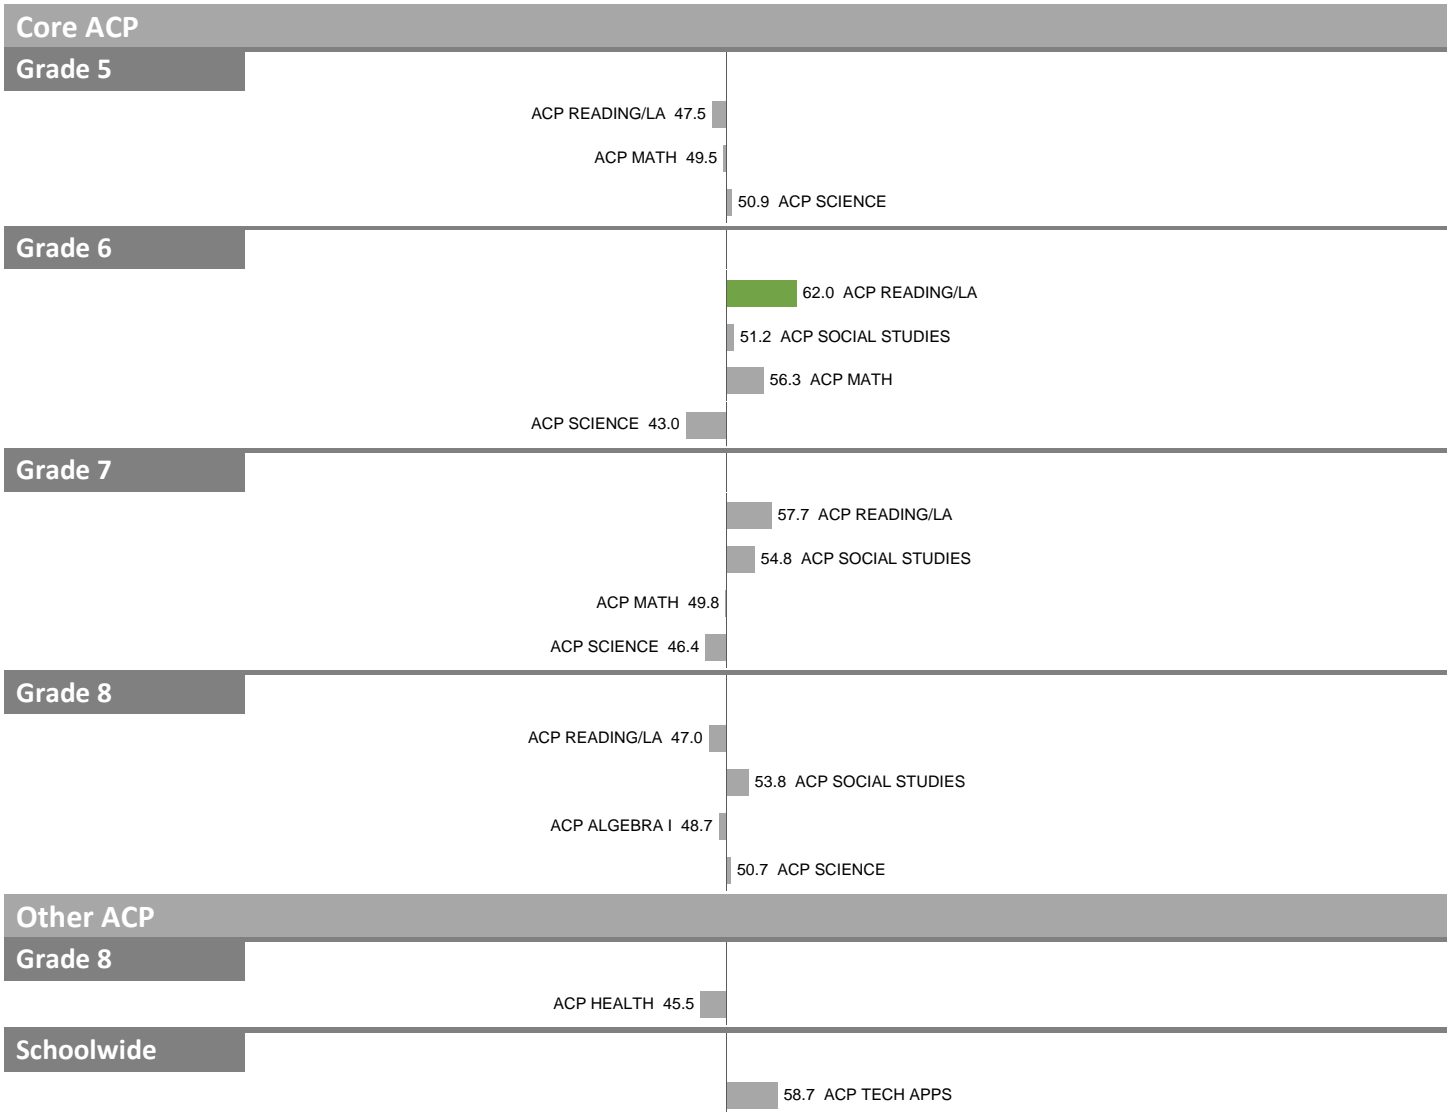 Core ACP
Grade 5
ACP READING/LA 47.5
ACP MATH 49.5
50.9 ACP SCIENCE
Grade 6
62.0 ACP READING/LA
51.2 ACP SOCIAL STUDIES
56.3 ACP MATH
ACP SCIENCE 43.0
Grade 7
57.7 ACP READING/LA
54.8 ACP SOCIAL STUDIES
ACP MATH 49.8
ACP SCIENCE 46.4
Grade 8
ACP READING/LA 47.0
53.8 ACP SOCIAL STUDIES
ACP ALGEBRA I 48.7
50.7 ACP SCIENCE
Other ACP
Grade 8
ACP HEALTH 45.5
Schoolwide
58.7 ACP TECH APPS